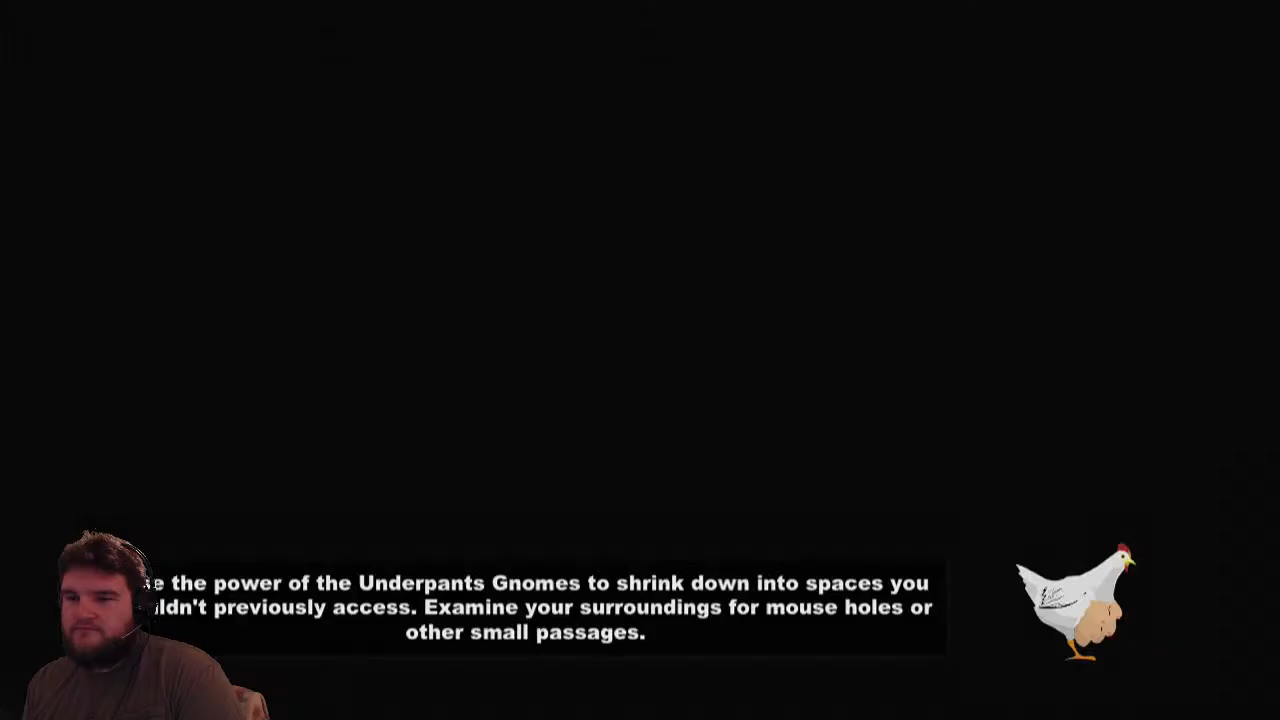 the power of the Underpants Gnomes to shrink down into spaces you
previously access. Examine your surroundings for mouse holes or
other small passages.